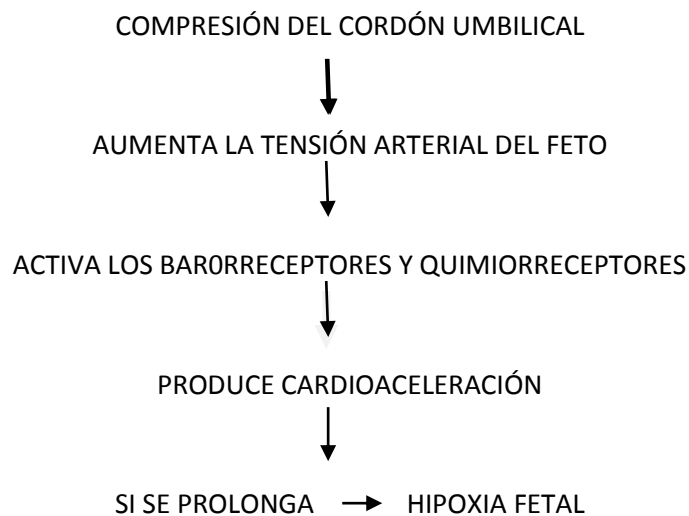 COMPRESIÓN DEL CORDÓN UMBILICAL
AUMENTA LA TENSIÓN ARTERIAL DEL FETO
ACTIVA LOS BAR0RRECEPTORES Y QUIMIORRECEPTORES
PRODUCE CARDIOACELERACIÓN
SI SE PROLONGA → HIPOXIA FETAL